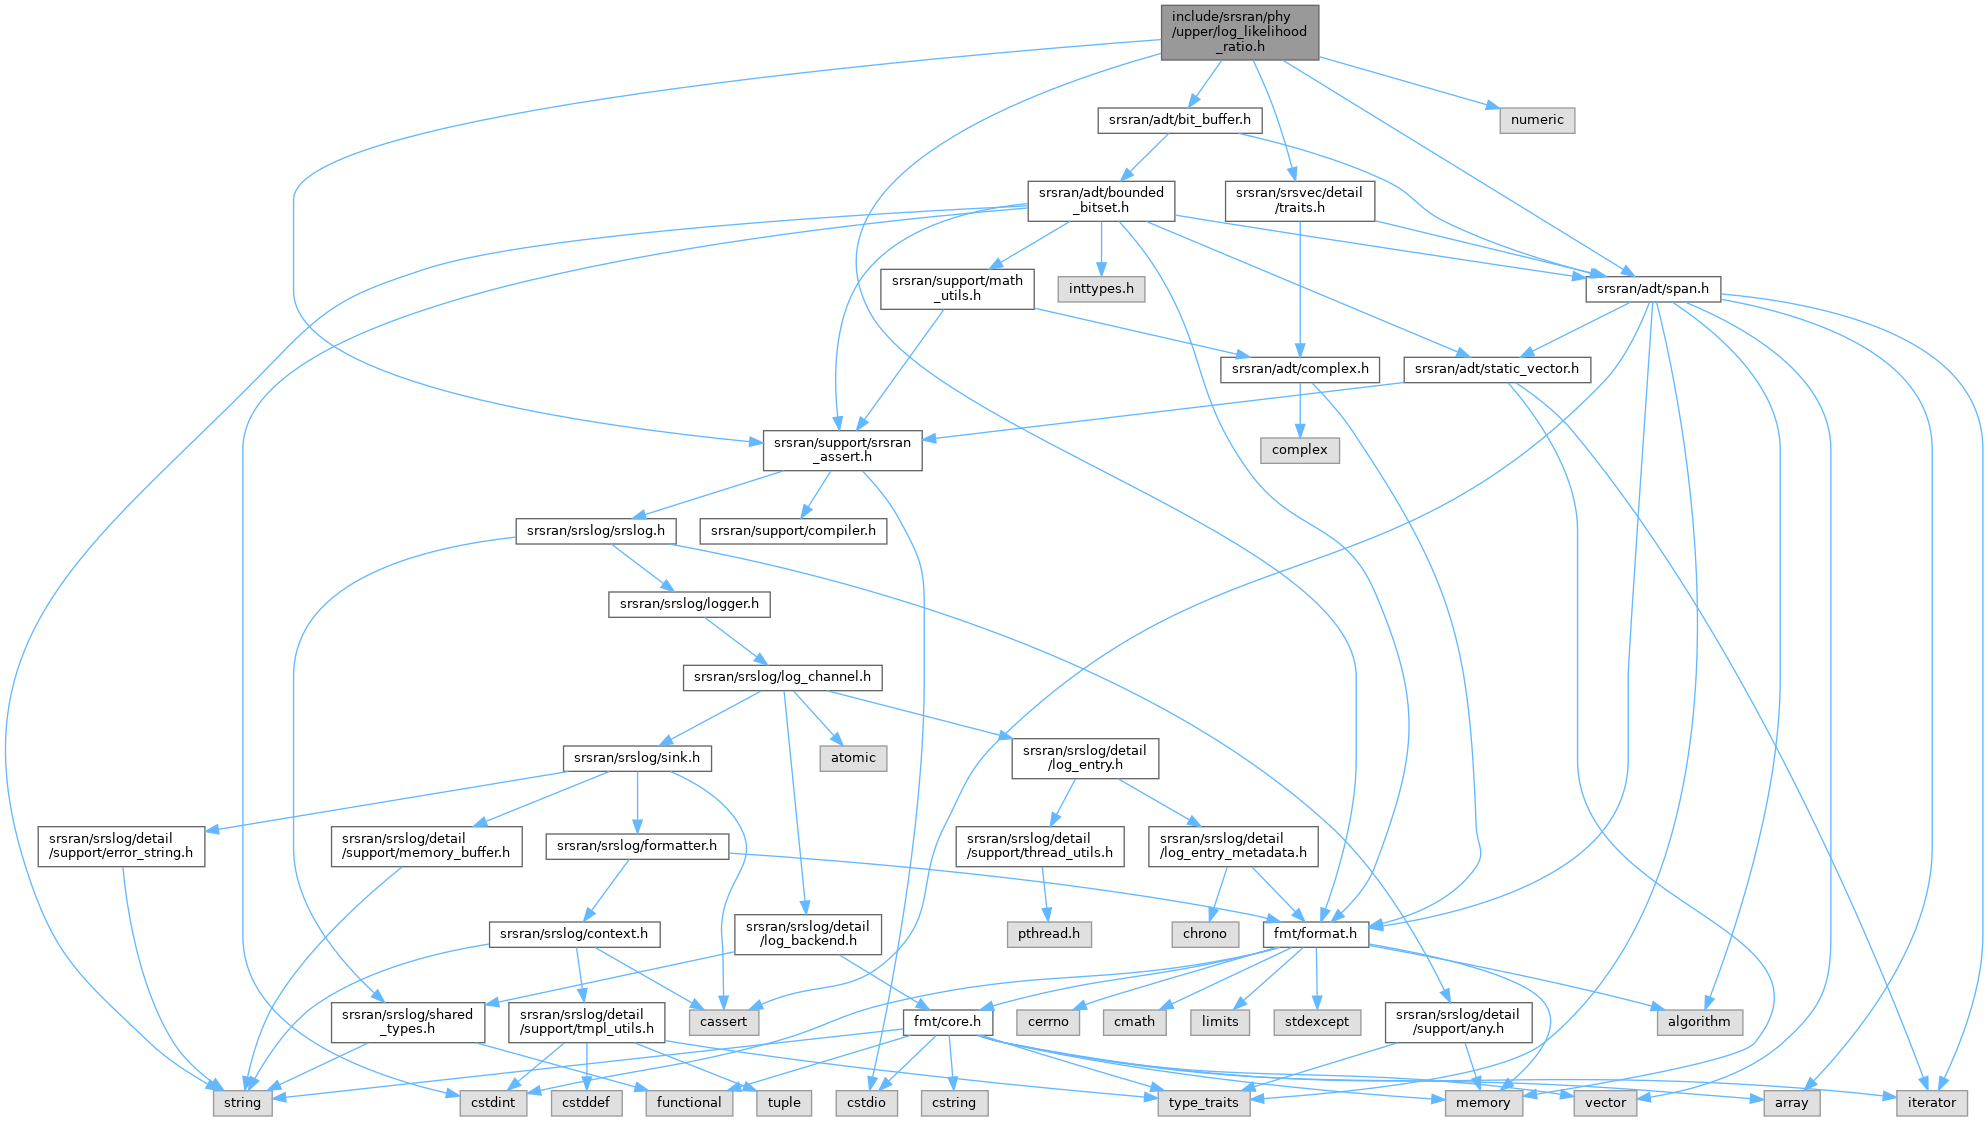 include/srsran/phy
/upper/log_likelihood
_ratio.h
srsran/adt/bit_buffer.h
numeric
srsran/adt/bounded
_bitset.h
srsran/srsvec/detail
/traits.h
srsran/support/math
_utils.h
inttypes.h
srsran/adt/span.h
srsran/adt/complex.h
srsran/adt/static_vector.h
srsran/support/srsran
_assert.h
complex
srsran/srslog/srslog.h
srsran/support/compiler.h
srsran/srslog/logger.h
srsran/srslog/log_channel.h
srsran/srslog/sink.h
atomic
srsran/srslog/detail
/log_entry.h
srsran/srslog/detail
/support/error_string.h
srsran/srslog/detail
/support/memory_buffer.h
srsran/srslog/formatter.h
srsran/srslog/detail
/support/thread_utils.h
srsran/srslog/detail
/log_entry_metadata.h
srsran/srslog/context.h
srsran/srslog/detail
/log_backend.h
pthread.h
chrono
fmt/format.h
srsran/srslog/shared
_types.h
srsran/srslog/detail
/support/tmpl_utils.h
cassert
fmt/core.h
cerrno
cmath
limits
stdexcept
srsran/srslog/detail
/support/any.h
algorithm
string
cstdint
cstddef
functional
tuple
cstdio
cstring
type_traits
memory
vector
array
iterator